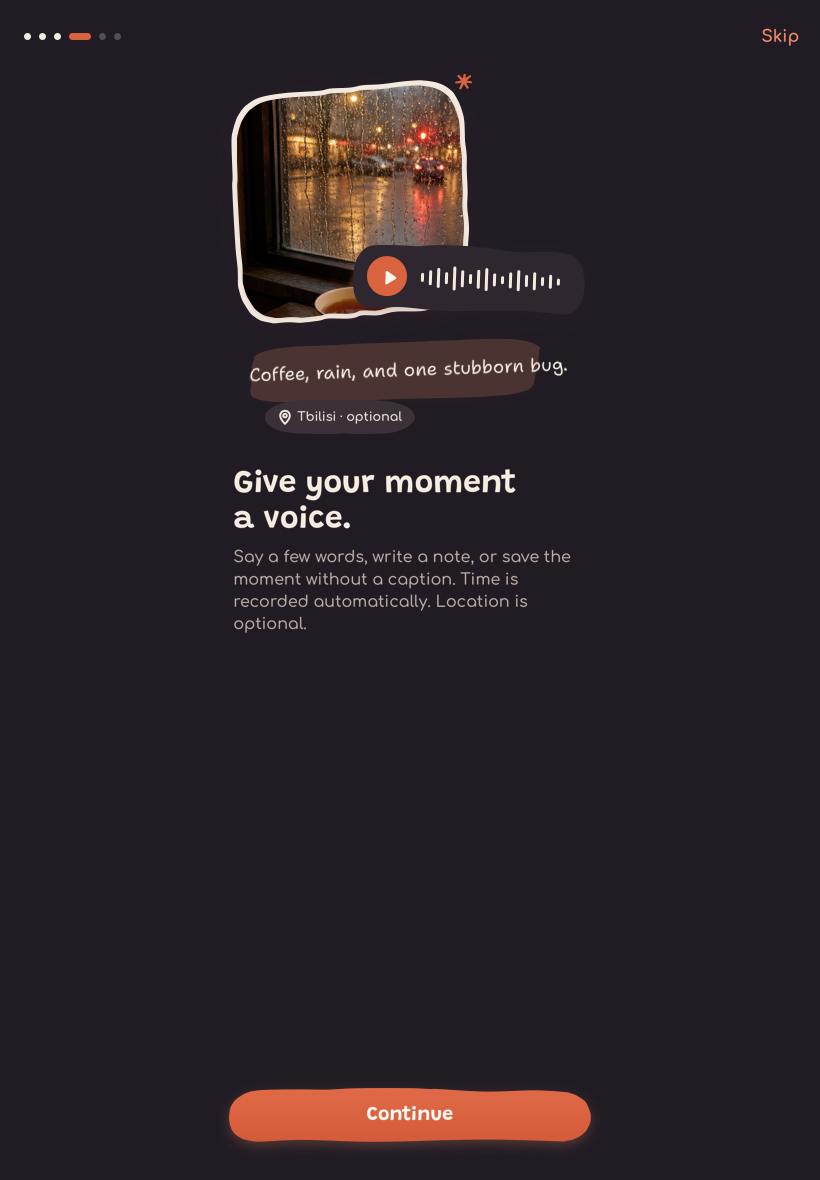 Skip
Coffee, rain, and one stubborn bug.
Tbilisi · optional
Give your moment
a voice.
Say a few words, write a note, or save the
moment without a caption. Time is
recorded automatically. Location is
optional.
Continue